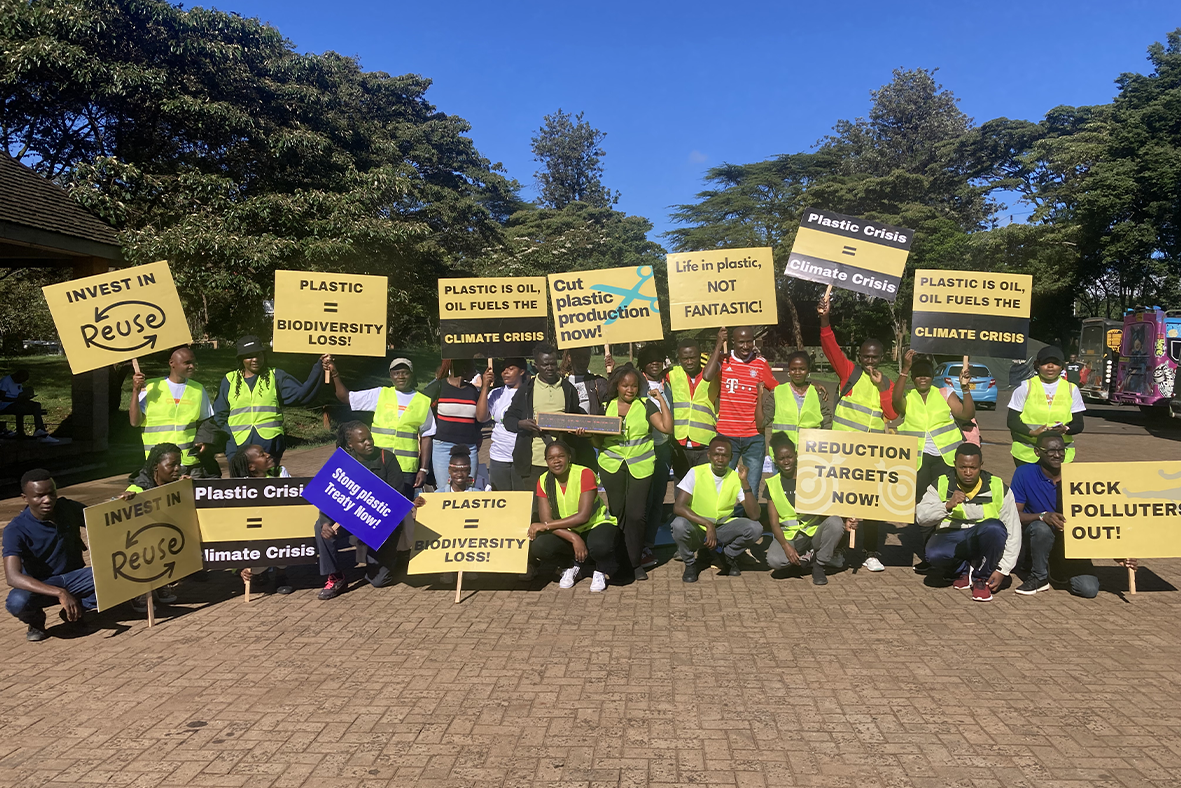 INVEST IN
Reuse
PLASTIC
=
BIODIVERSITY
LOSS!
PLASTIC IS OIL,
OIL FUELS THE
CLIMATE CRISIS
Cut
plastic
production
now!
Life in plastic,
NOT
FANTASTIC!
Plastic Crisis
=
Climate Crisis
PLASTIC IS OIL,
OIL FUELS THE
CLIMATE CRISIS
INVEST IN
Reuse
Plastic Crisis
=
Climate Crisis
Stong plastic
Treaty Now!
PLASTIC
=
BIODIVERSITY
LOSS!
T
REDUCTION
TARGETS
NOW!
KICK
POLLUTERS
OUT!